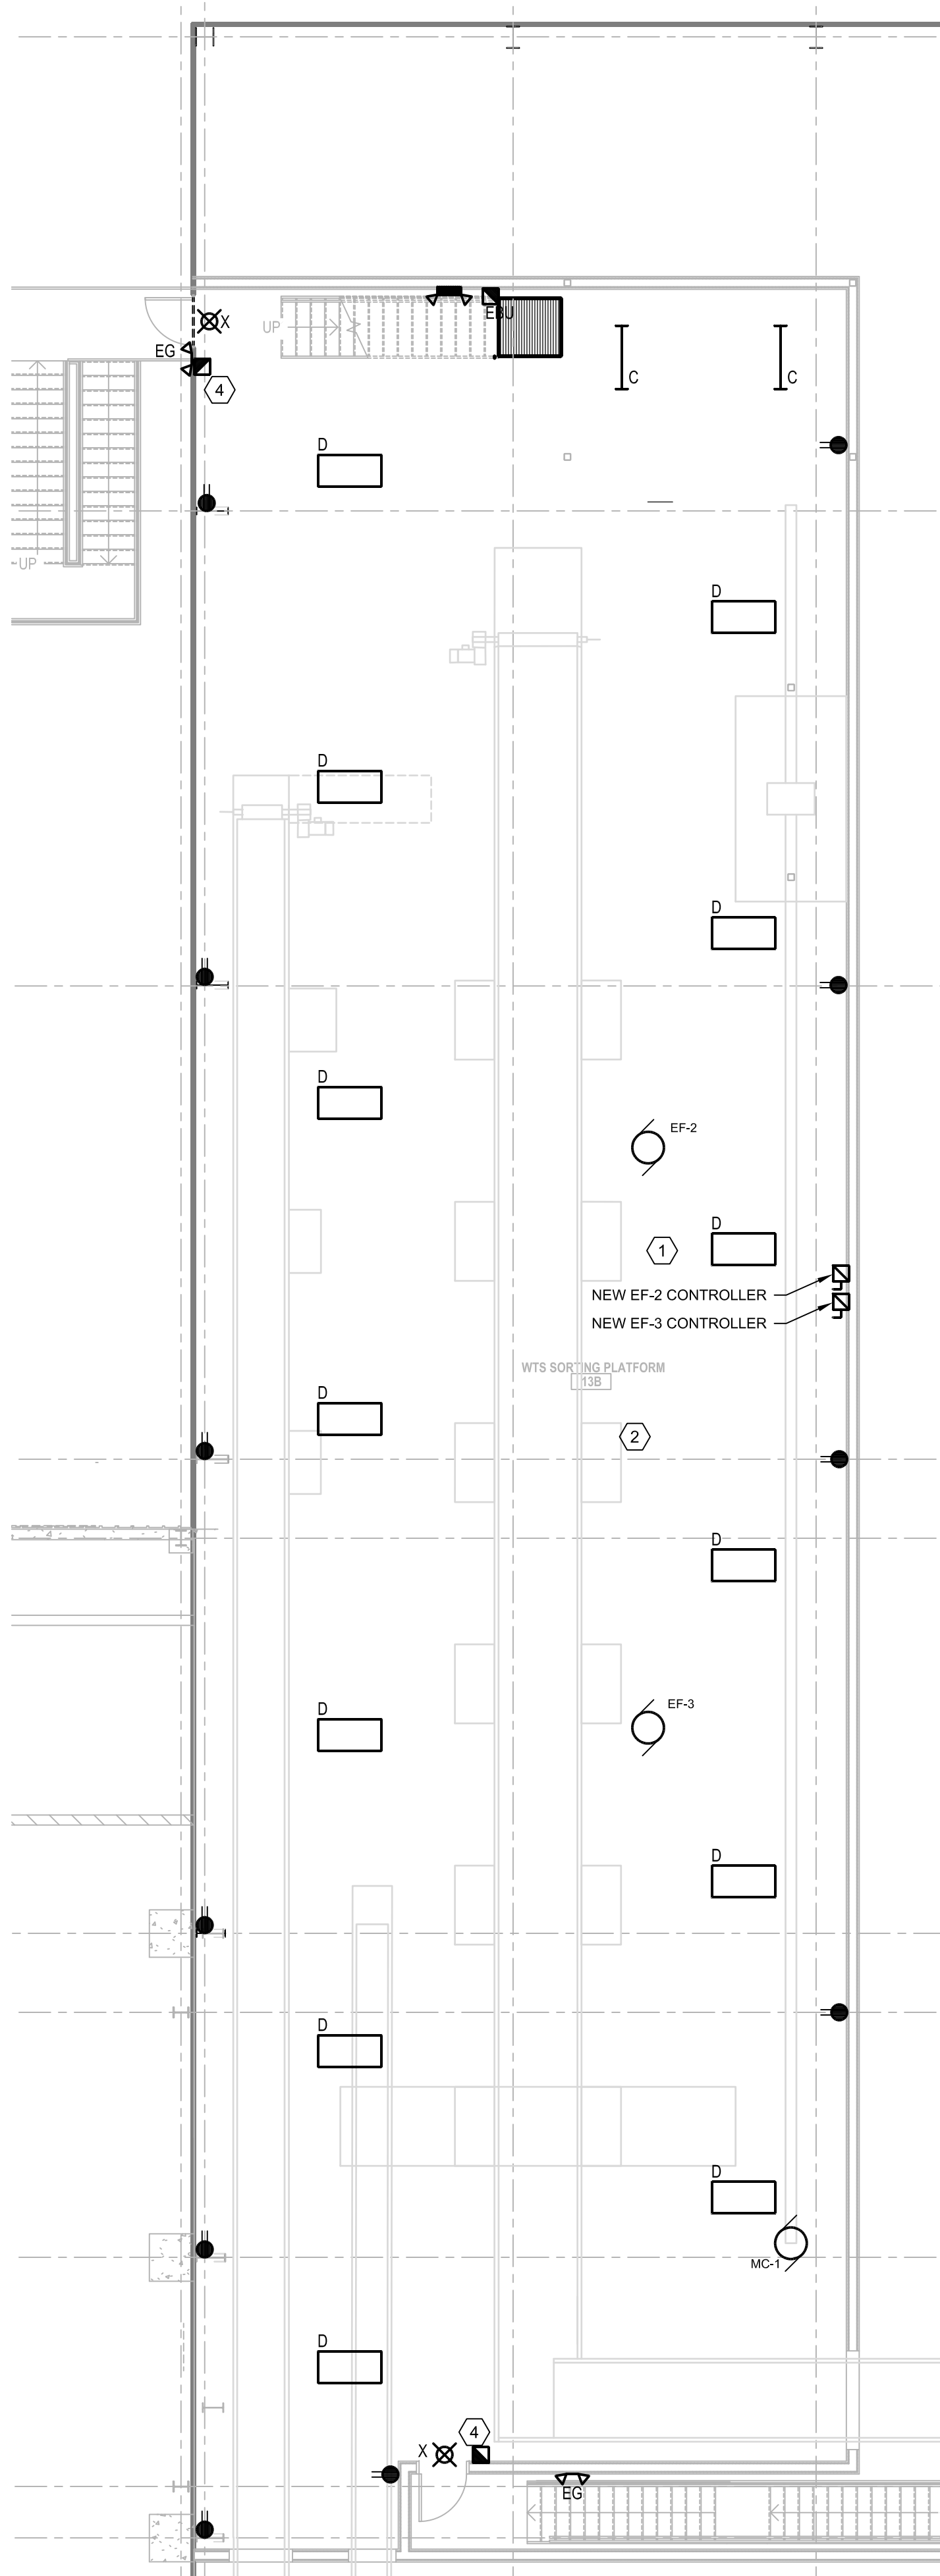 X
UP
EBU
EG
C
C
4
D
UP
D
D
D
D
EF-2
D
1
NEW EF-2 CONTROLLER
NEW EF-3 CONTROLLER
WTS SORTING PLATFORM
13B
D
2
D
EF-3
D
D
D
D
MC-1
D
4
X
EG